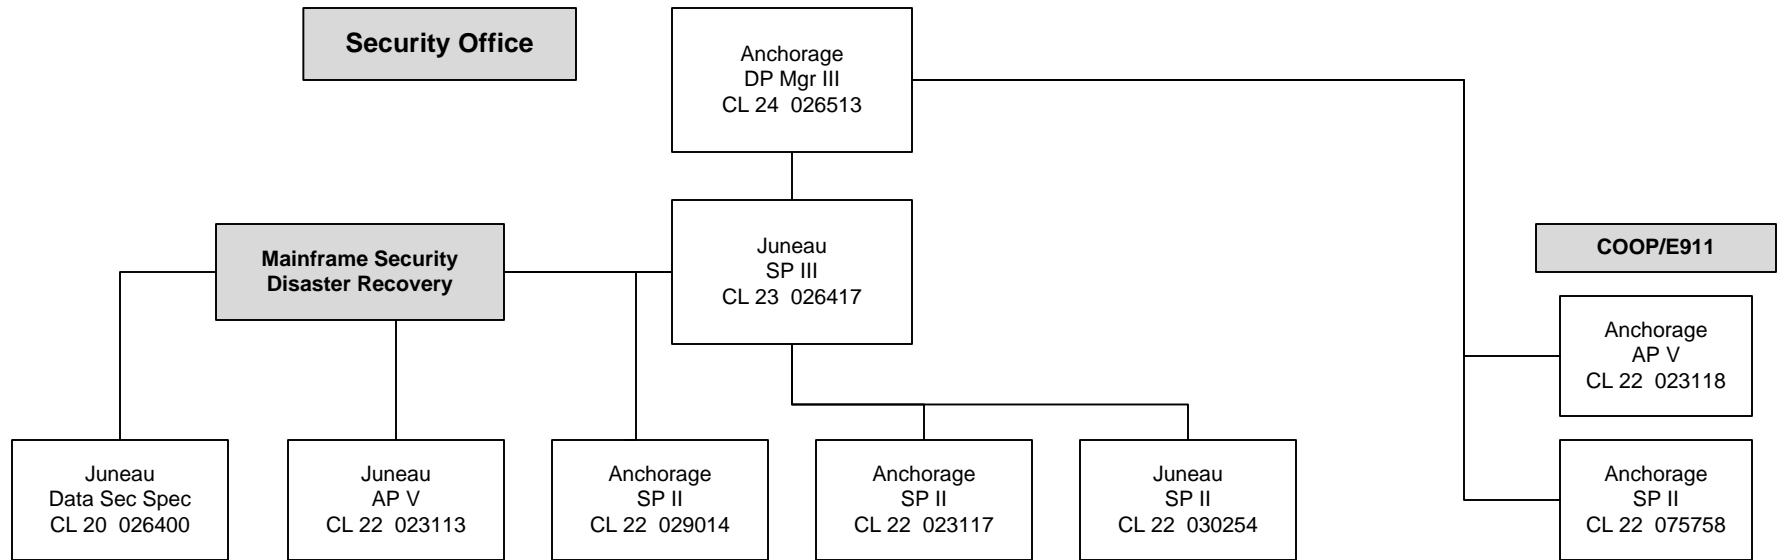 Security Office
Anchorage
DP Mgr III
CL 24  026513
Juneau
SP III
CL 23  026417
Mainframe Security
Disaster Recovery
COOP/E911
Anchorage
AP V
CL 22  023118
Juneau
Data Sec Spec
CL 20  026400
Juneau
AP V
CL 22  023113
Anchorage
SP II
CL 22  029014
Anchorage
SP II
CL 22  023117
Juneau
SP II
CL 22  030254
Anchorage
SP II
CL 22  075758